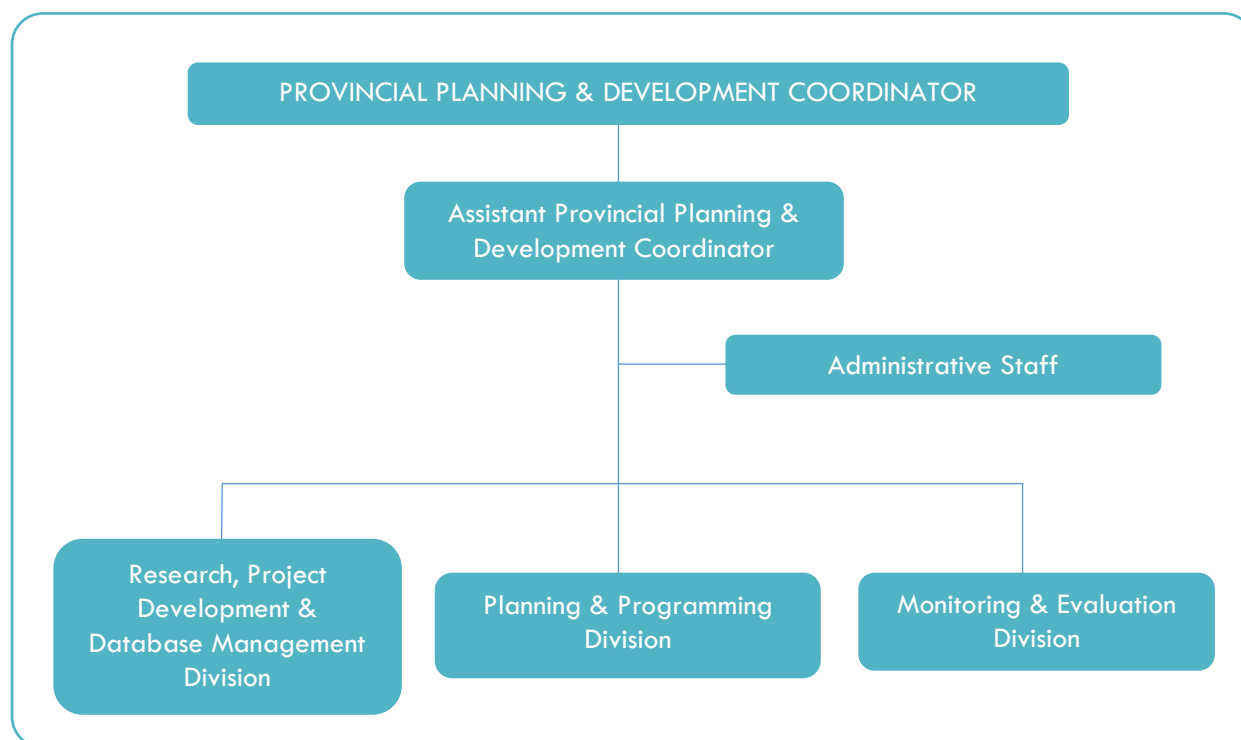 PROVINCIAL PLANNING & DEVELOPMENT COORDINATOR
Assistant Provincial Planning &
Development Coordinator
Administrative Staff
Research, Project
Development &
Database Management
Division
Planning & Programming
Division
Monitoring & Evaluation
Division